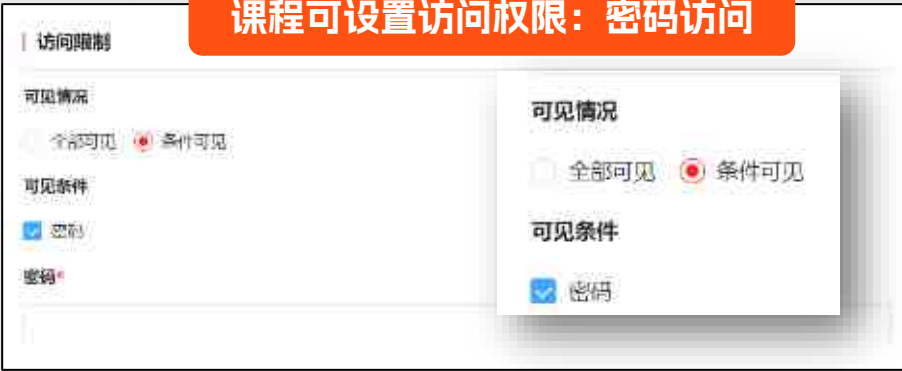 课程可设置访问权限：密码访问
访问限制
可见情况
全部可见 条件可见
可见条件
密码
密码*
可见情况
全部可见 条件可见
可见条件
密码